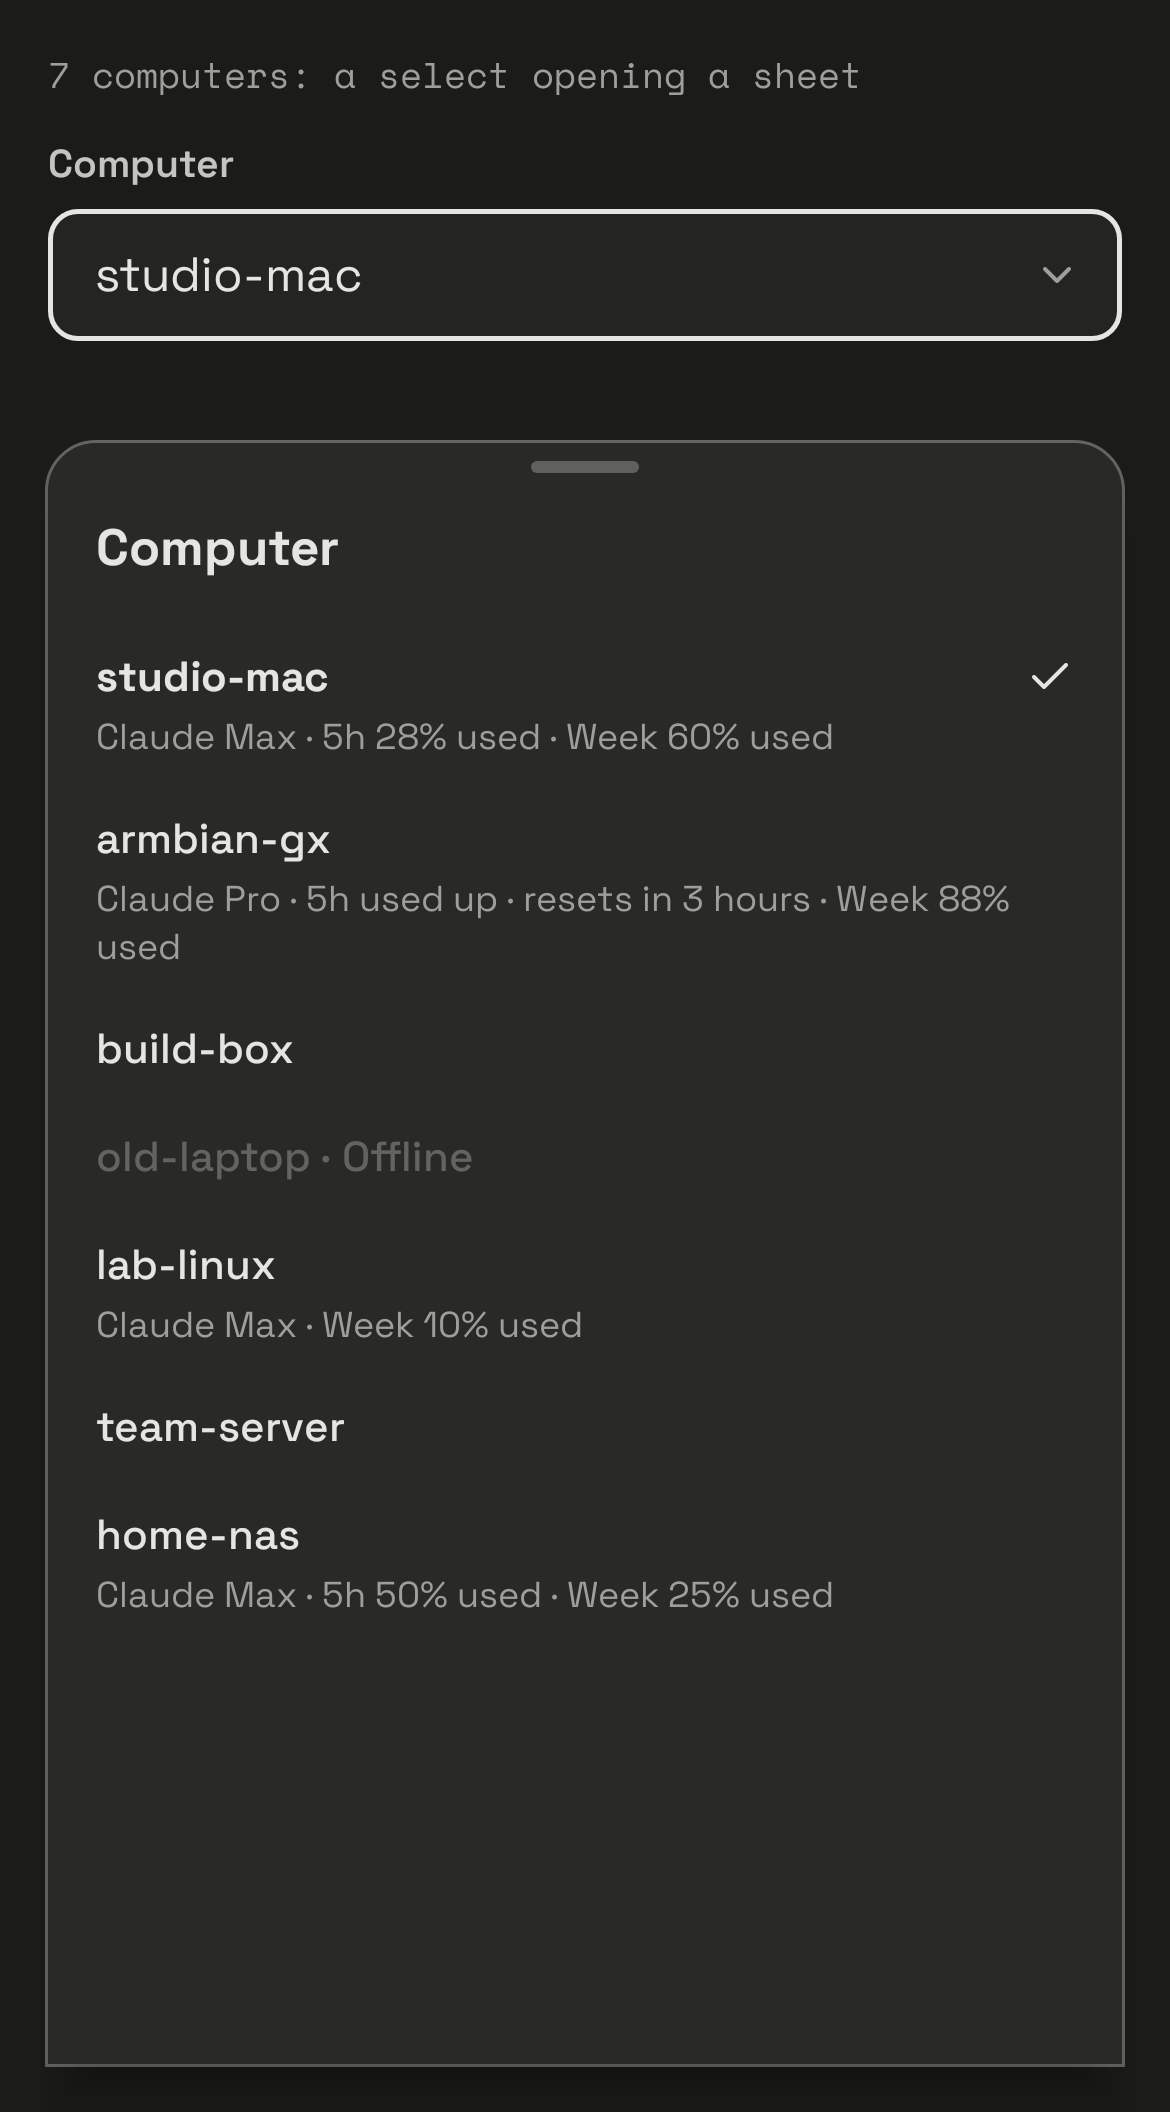 7 computers: a select opening a sheet
Computer
studio-mac
Computer
studio-mac
Claude Max · 5h 28% used · Week 60% used
armbian-gx
Claude Pro · 5h used up · resets in 3 hours · Week 88%
used
build-box
old-laptop · Offline
lab-linux
Claude Max · Week 10% used
team-server
home-nas
Claude Max · 5h 50% used · Week 25% used